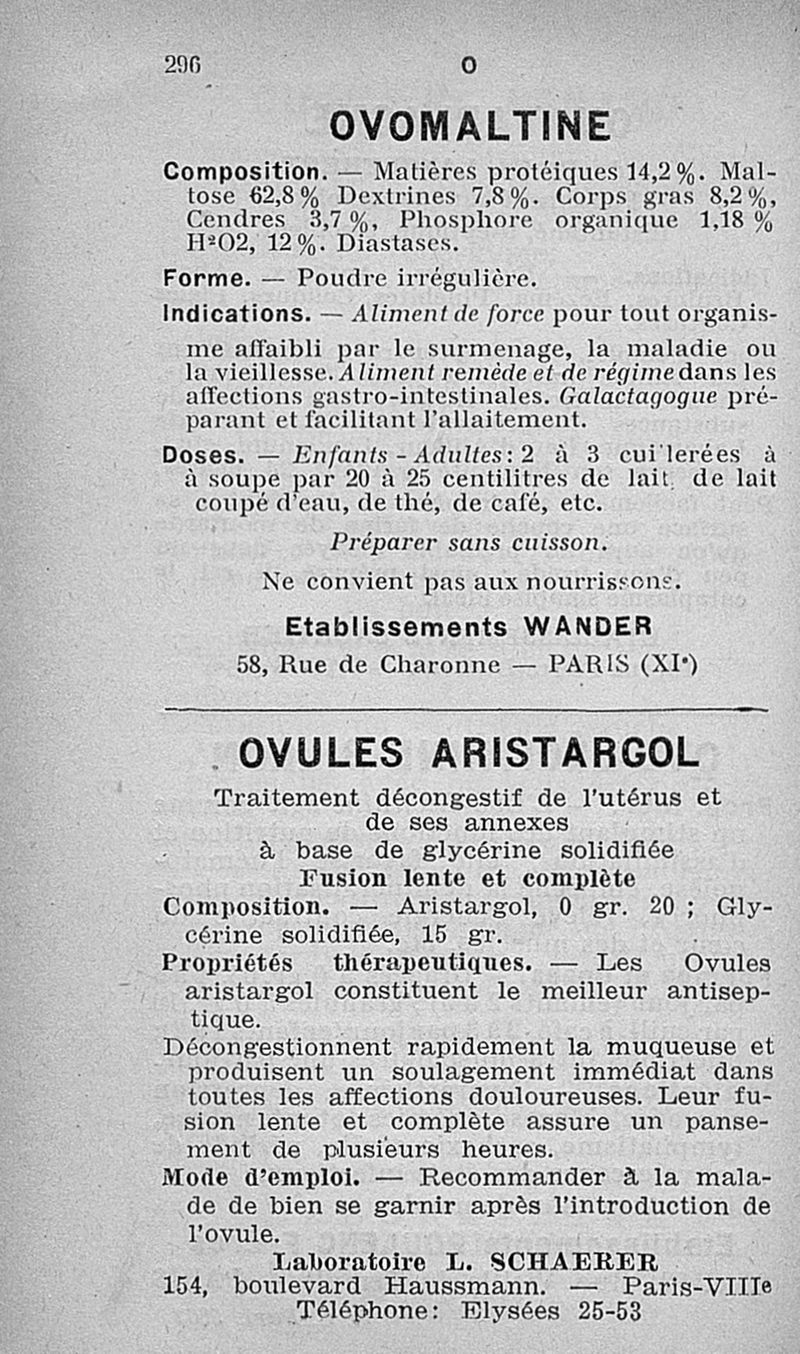 296
O
OVOMALTINE
Composition. — Matières protéiques 14,2 %. Mal-
tose 62,8 % Dextrines 7,8 %. Corps gras 8,2 %,
Cendres 3,7 %, Phosphore organique 1,18 %
H²O2, 12 %. Diastases.
Forme. — Poudre irrégulière.
Indications. — Aliment de force pour tout organis-
me affaibli par le surmenage, la maladie ou
la vieillesse. Aliment remède et de régime dans les
affections gastro-intestinales. Galactagogue pré-
parant et facilitant l'allaitement.
Doses. — Enfants - Adultes : 2 à 3 cui'lerées à
à soupe par 20 à 25 centilitres de lait. de lait
coupé d'eau, de thé, de café, etc.
Préparer sans cuisson.
Ne convient pas aux nourrissons.
Etablissements WANDER
58, Rue de Charonne — PARIS (XIe)
OVULES ARISTARGOL
Traitement décongestif de l'utérus et
de ses annexes
à base de glycérine solidifiée
Fusion lente et complète
Composition. — Aristargol, 0 gr. 20 ; Gly-
cérine solidifiée, 15 gr.
Propriétés thérapeutiques. — Les Ovules
aristargol constituent le meilleur antisep-
tique.
Décongestionnent rapidement la muqueuse et
produisent un soulagement immédiat dans
toutes les affections douloureuses. Leur fu-
sion lente et complète assure un panse-
ment de plusieurs heures.
Mode d'emploi. — Recommander à la mala-
de de bien se garnir après l'introduction de
l'ovule.
Laboratoire L. SCHAERER
154, boulevard Haussmann. — Paris-VIIIe
Téléphone: Elysées 25-53